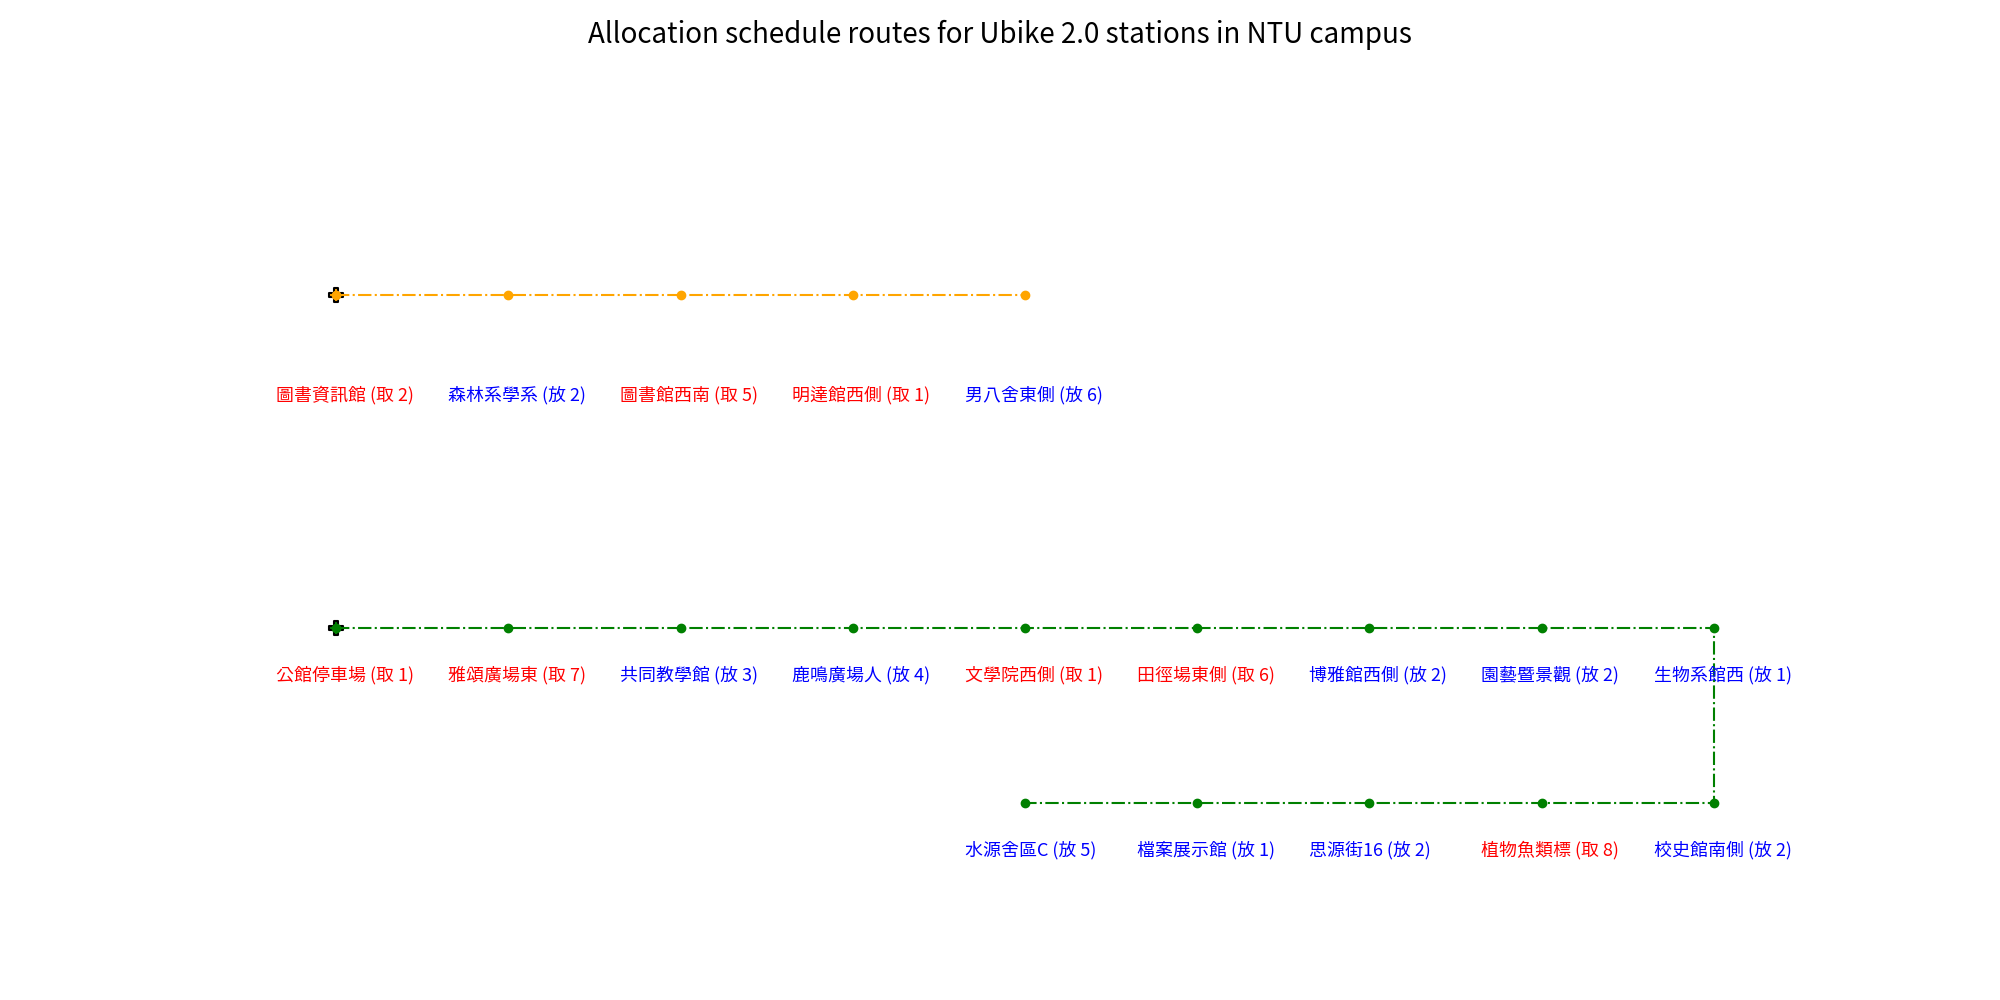 Allocation schedule routes for Ubike 2.0 stations in NTU campus
圖書資訊館 (取 2) 森林系學系 (放 2) 圖書館西南 (取 5) 明達館西側 (取 1) 男八舍東側 (放 6)
公館停車場 (取 1) 雅頌廣場東 (取 7) 共同教學館 (放 3) 鹿鳴廣場人 (放 4) 文學院西側 (取 1) 田徑場東側 (取 6) 博雅館西側 (放 2) 園藝暨景觀 (放 2) 生物系館西 (放 1)
水源舍區C (放 5) 檔案展示館 (放 1) 思源街16 (放 2) 植物魚類標 (取 8) 校史館南側 (放 2)